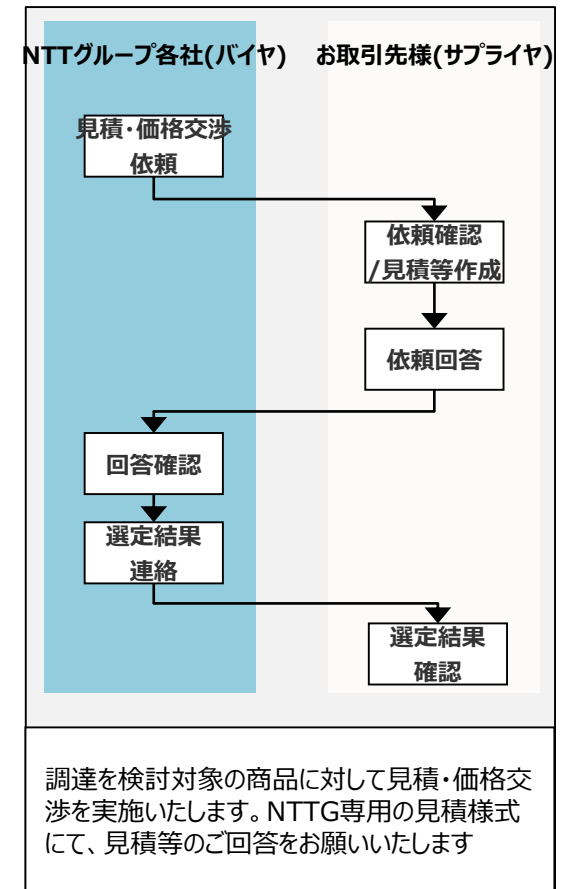 NTTグループ各社(バイヤ)
お取引先様(サプライヤ)
見積・価格交渉
依頼
依頼確認
/見積等作成
依頼回答
回答確認
選定結果
連絡
選定結果
確認
調達を検討対象の商品に対して見積・価格交
渉を実施いたします。NTTG専用の見積様式
にて、見積等のご回答をお願いいたします